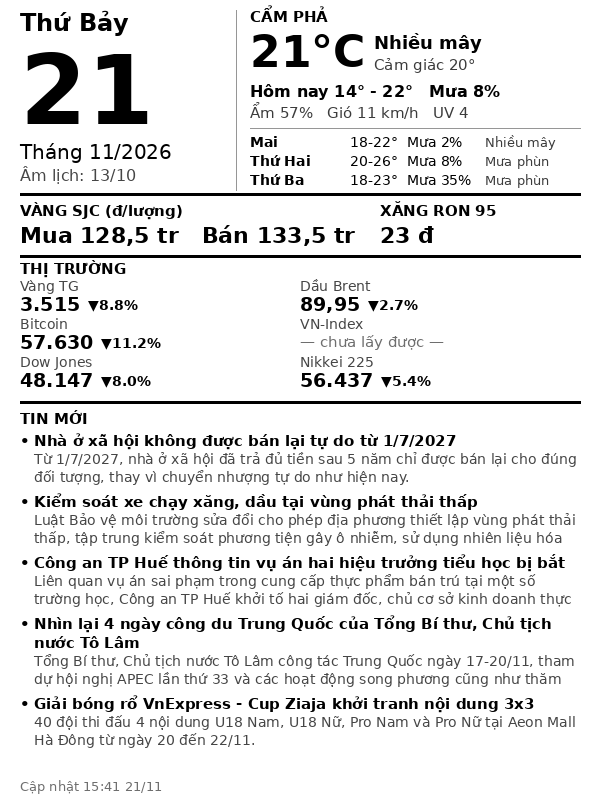 Thứ Bảy
21
Tháng 11/2026
Âm lịch: 13/10
CẨM PHẢ
21°C Nhiều mây
Cảm giác 20°
Hôm nay 14° - 22° Mưa 8%
Ẩm 57% Gió 11 km/h UV 4
Mai 18-22° Mưa 2% Nhiều mây
Thứ Hai 20-26° Mưa 8% Mưa phùn
Thứ Ba 18-23° Mưa 35% Mưa phùn
VÀNG SJC (đ/lượng) XĂNG RON 95
Mua 128,5 tr Bán 133,5 tr 23 đ
THỊ TRƯỜNG
Vàng TG Dầu Brent
3.515 ▼8.8% 89,95 ▼2.7%
Bitcoin VN-Index
57.630 ▼11.2% — chưa lấy được —
Dow Jones Nikkei 225
48.147 ▼8.0% 56.437 ▼5.4%
TIN MỚI
• Nhà ở xã hội không được bán lại tự do từ 1/7/2027
Từ 1/7/2027, nhà ở xã hội đã trả đủ tiền sau 5 năm chỉ được bán lại cho đúng
đối tượng, thay vì chuyển nhượng tự do như hiện nay.
• Kiểm soát xe chạy xăng, dầu tại vùng phát thải thấp
Luật Bảo vệ môi trường sửa đổi cho phép địa phương thiết lập vùng phát thải
thấp, tập trung kiểm soát phương tiện gây ô nhiễm, sử dụng nhiên liệu hóa
• Công an TP Huế thông tin vụ án hai hiệu trưởng tiểu học bị bắt
Liên quan vụ án sai phạm trong cung cấp thực phẩm bán trú tại một số
trường học, Công an TP Huế khởi tố hai giám đốc, chủ cơ sở kinh doanh thực
• Nhìn lại 4 ngày công du Trung Quốc của Tổng Bí thư, Chủ tịch
nước Tô Lâm
Tổng Bí thư, Chủ tịch nước Tô Lâm công tác Trung Quốc ngày 17-20/11, tham
dự hội nghị APEC lần thứ 33 và các hoạt động song phương cũng như thăm
• Giải bóng rổ VnExpress - Cup Ziaja khởi tranh nội dung 3x3
40 đội thi đấu 4 nội dung U18 Nam, U18 Nữ, Pro Nam và Pro Nữ tại Aeon Mall
Hà Đông từ ngày 20 đến 22/11.
Cập nhật 15:41 21/11